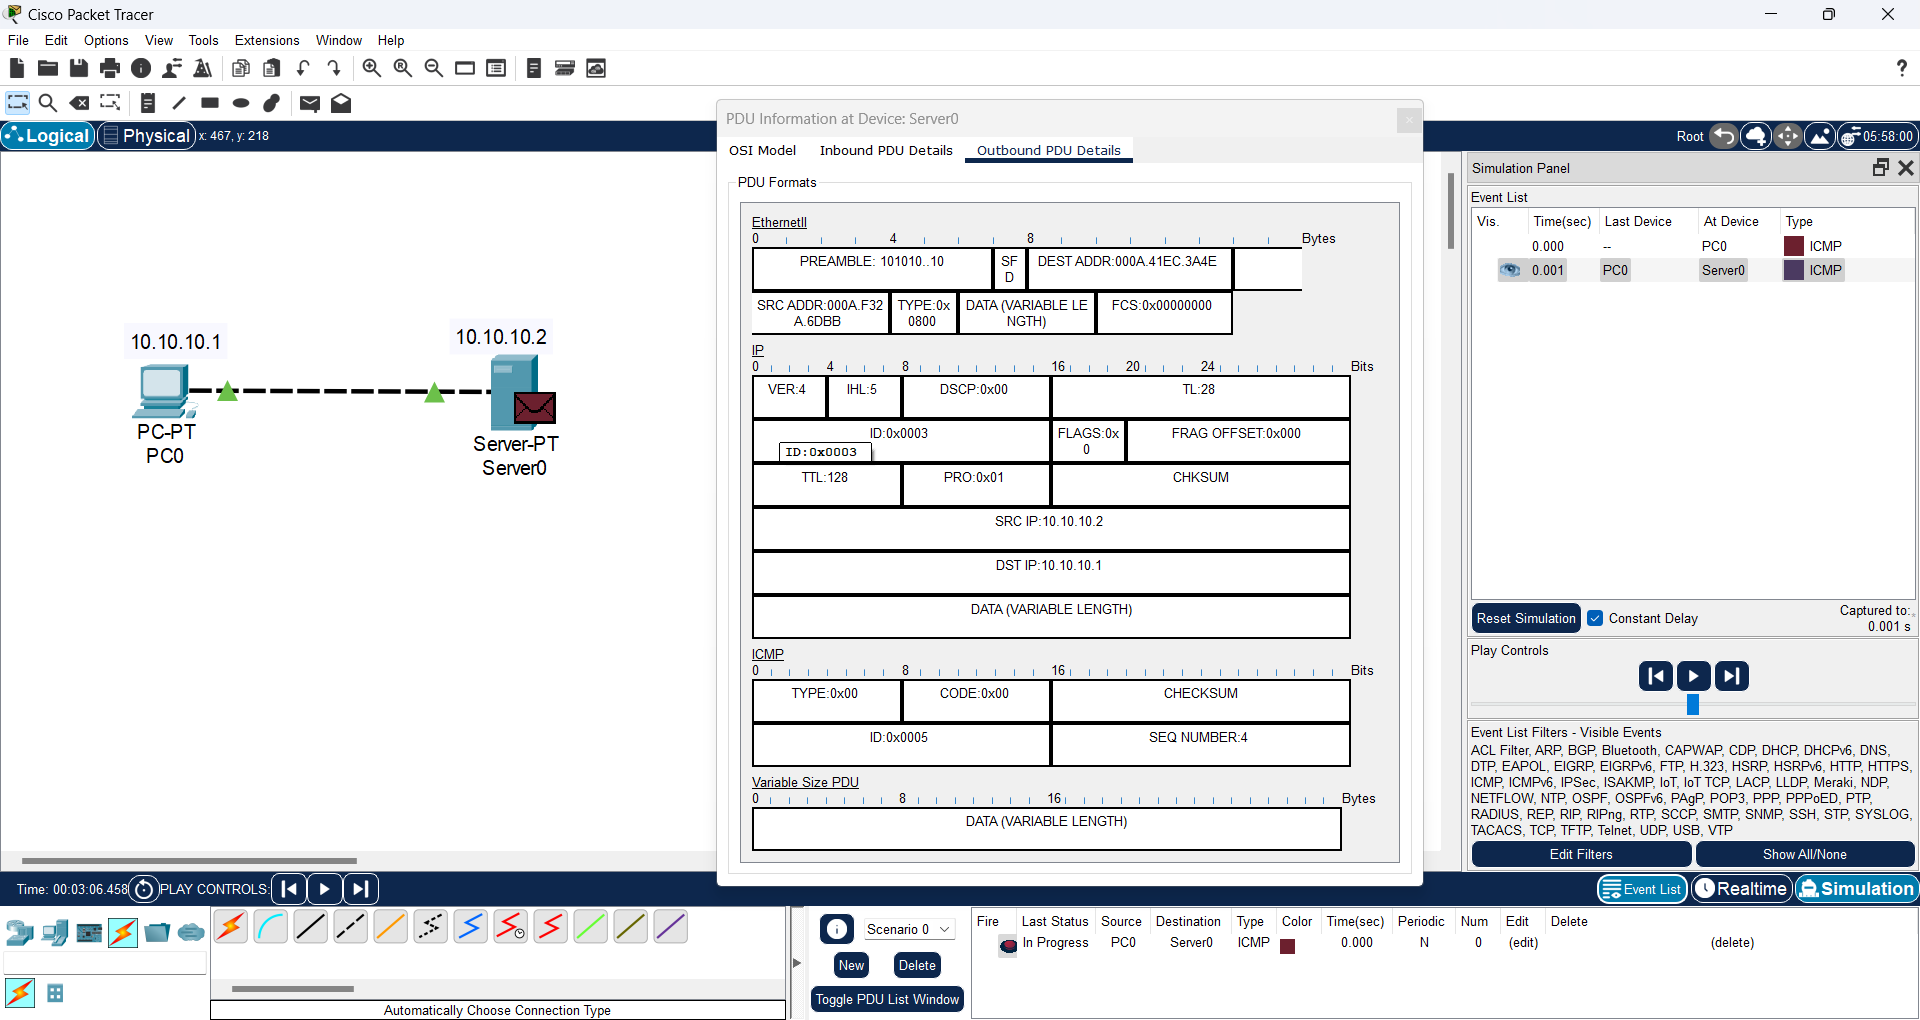 Cisco Packet Tracer
File Edit Options View Tools Extensions Window Help
?
Logical Physical x: 467, y: 218
Root 05:58:00
10.10.10.1
PC-PT
PC0
10.10.10.2
Server-PT
Server0
PDU Information at Device: Server0
OSI Model Inbound PDU Details Outbound PDU Details
PDU Formats
EthernetII
0 4 8 Bytes
PREAMBLE: 101010..10 SF D DEST ADDR:000A.41EC.3A4E
SRC ADDR:000A.F32 A.6DBB TYPE:0x 0800 DATA (VARIABLE LE NGTH) FCS:0x00000000
IP
0 4 8 16 20 24 Bits
VER:4 IHL:5 DSCP:0x00 TL:28
ID:0x0003 FLAGS:0x 0 FRAG OFFSET:0x000
ID:0x0003
TTL:128 PRO:0x01 CHKSUM
SRC IP:10.10.10.2
DST IP:10.10.10.1
DATA (VARIABLE LENGTH)
ICMP
0 8 16 Bits
TYPE:0x00 CODE:0x00 CHECKSUM
ID:0x0005 SEQ NUMBER:4
Variable Size PDU
0 8 16 Bytes
DATA (VARIABLE LENGTH)
Simulation Panel
Event List
Vis. Time(sec) Last Device At Device Type
0.000 -- PC0 ICMP
0.001 PC0 Server0 ICMP
Reset Simulation Constant Delay Captured to:
0.001 s
Play Controls
Event List Filters - Visible Events
ACL Filter, ARP, BGP, Bluetooth, CAPWAP, CDP, DHCP, DHCPv6, DNS,
DTP, EAPOL, EIGRP, EIGRPv6, FTP, H.323, HSRP, HSRPv6, HTTP, HTTPS,
ICMP, ICMPv6, IPSec, ISAKMP, IoT, IoT TCP, LACP, LLDP, Meraki, NDP,
NETFLOW, NTP, OSPF, OSPFv6, PAgP, POP3, PPP, PPPoED, PTP,
RADIUS, REP, RIP, RIPng, RTP, SCCP, SMTP, SNMP, SSH, STP, SYSLOG,
TACACS, TCP, TFTP, Telnet, UDP, USB, VTP
Edit Filters Show All/None
Time: 00:03:06.458 PLAY CONTROLS:
Event List Realtime Simulation
Automatically Choose Connection Type
Scenario 0
New Delete
Toggle PDU List Window
Fire Last Status Source Destination Type Color Time(sec) Periodic Num Edit Delete
In Progress PC0 Server0 ICMP 0.000 N 0 (edit) (delete)